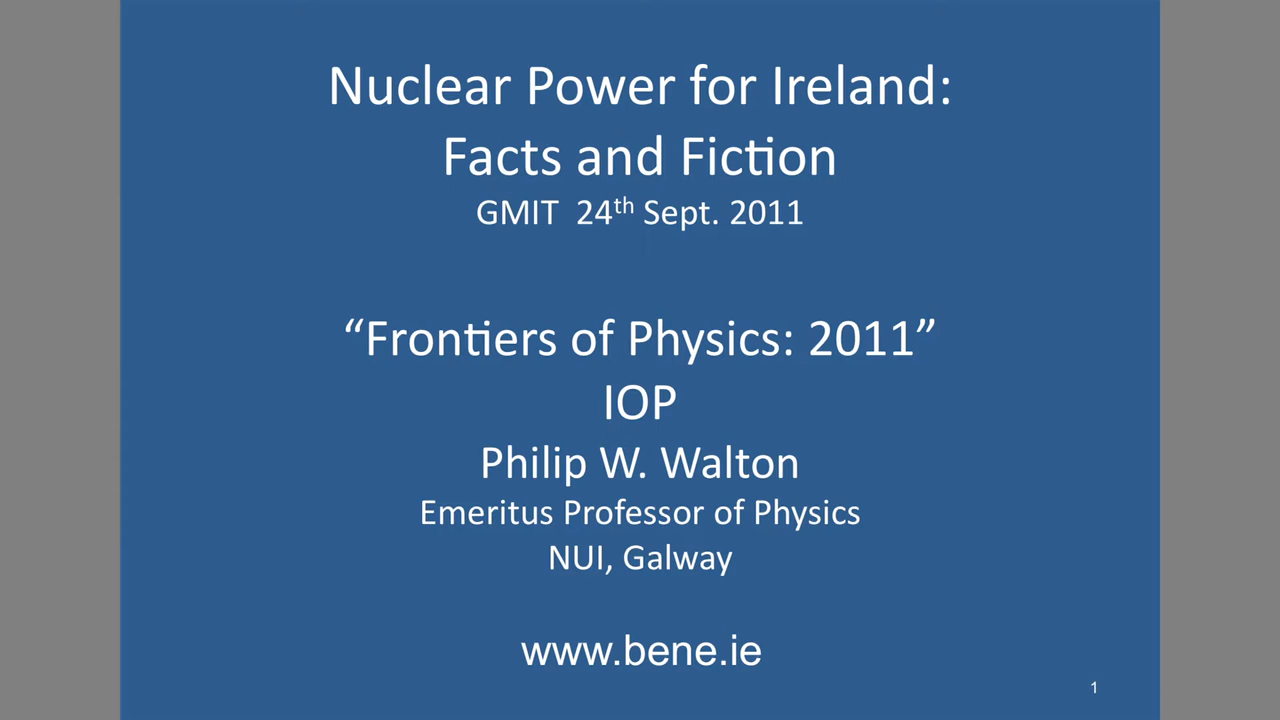 Nuclear Power for Ireland:
Facts and Fiction
GMIT 24th Sept. 2011
“Frontiers of Physics: 2011”
IOP
Philip W. Walton
Emeritus Professor of Physics
NUI, Galway
www.bene.ie
1